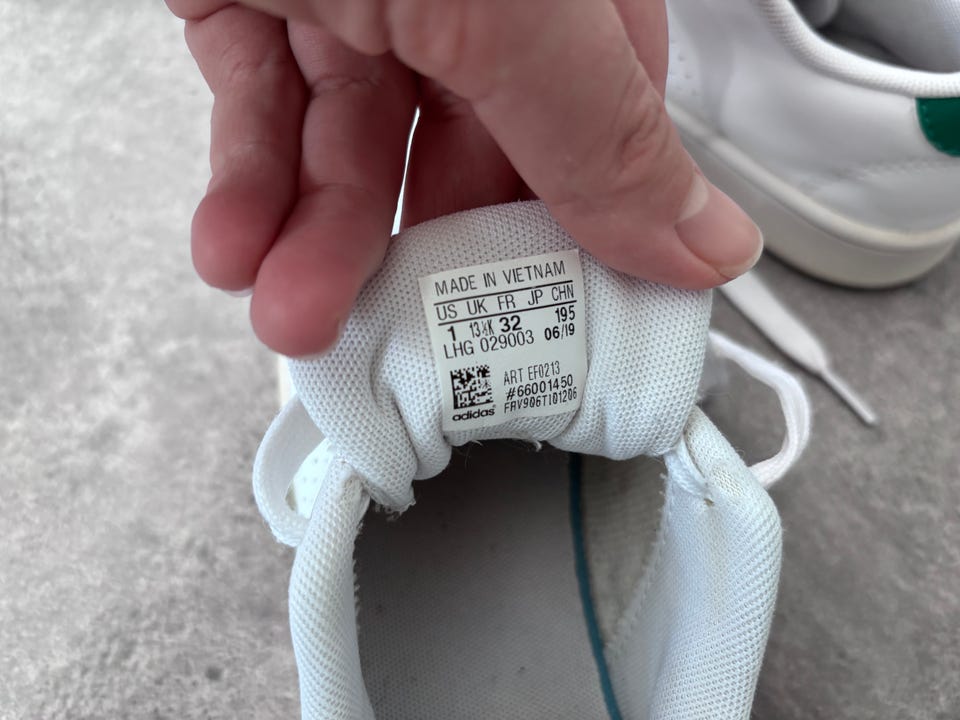 MADE IN VIETNAM
US UK FR JP CHN
1 13½K 32 195
LHG 029003 06/19
ART EF0213
#66001450
FRV906TI01206
adidas